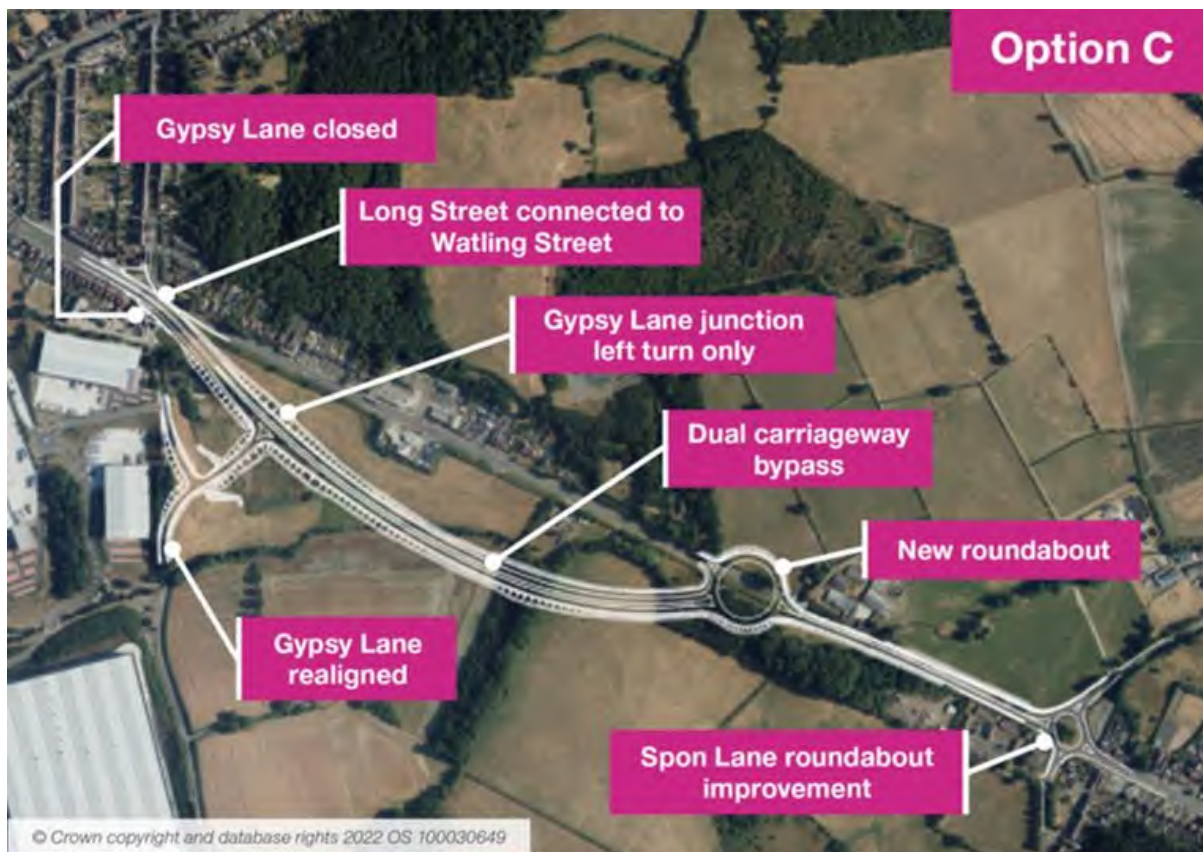 Option C
Gypsy Lane closed
Long Street connected to
Watling Street
Gypsy Lane junction
left turn only
Dual carriageway
bypass
New roundabout
Gypsy Lane
realigned
Spon Lane roundabout
improvement
© Crown copyright and database rights 2022 OS 100030649